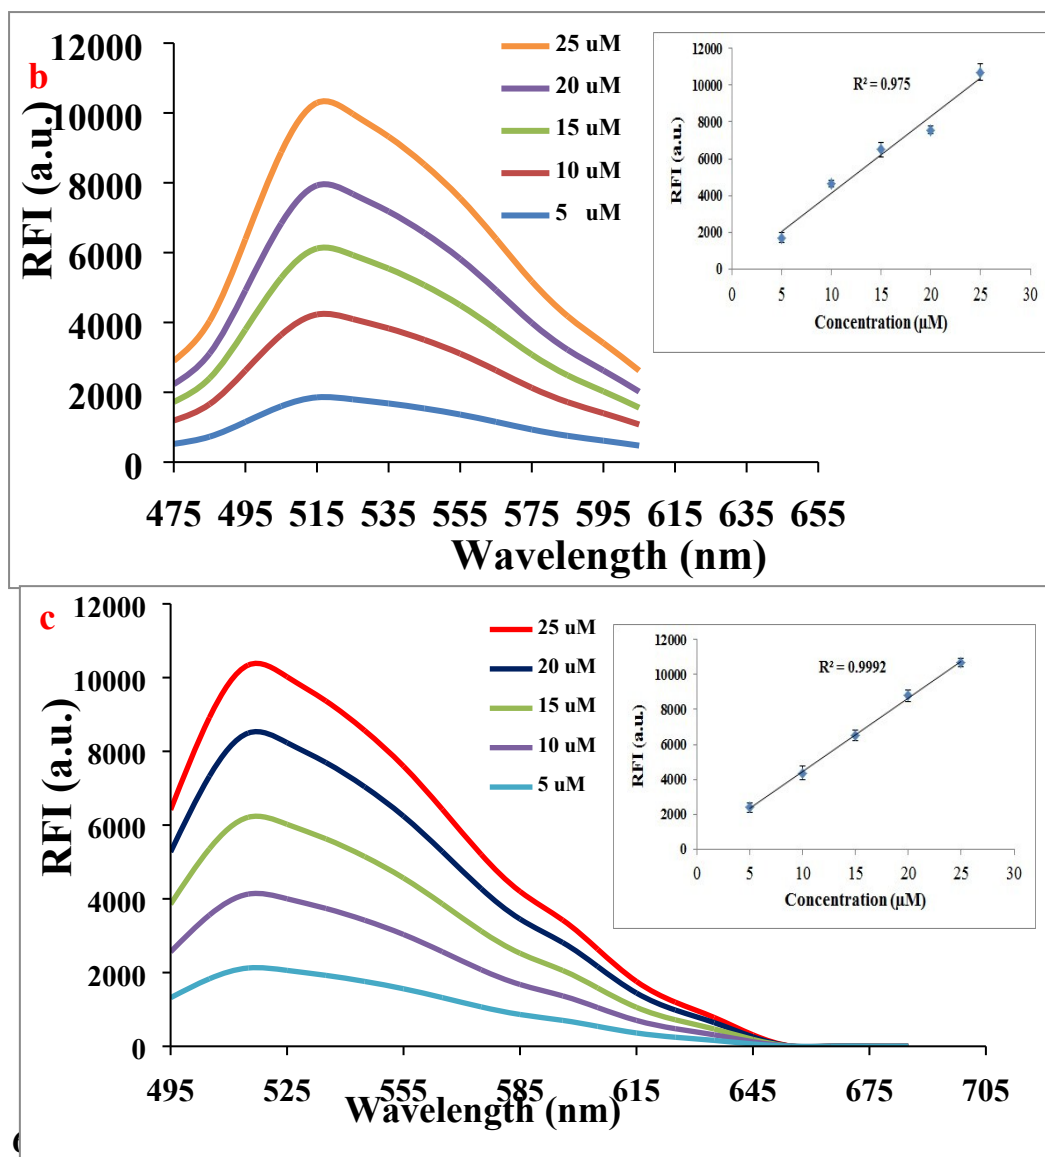 b
RFI (a.u.)
12000
10000
8000
6000
4000
2000
0
475 495 515 535 555 575 595 615 635 655
Wavelength (nm)
25 uM
20 uM
15 uM
10 uM
5 uM
RFI (a.u.)
12000
10000
8000
6000
4000
2000
0
R² = 0.975
0 5 10 15 20 25 30
Concentration (µM)
c
RFI (a.u.)
12000
10000
8000
6000
4000
2000
0
495 525 555 585 615 645 675 705
Wavelength (nm)
25 uM
20 uM
15 uM
10 uM
5 uM
RFI (a.u.)
12000
10000
8000
6000
4000
2000
0
R² = 0.9992
0 5 10 15 20 25 30
Concentration (µM)